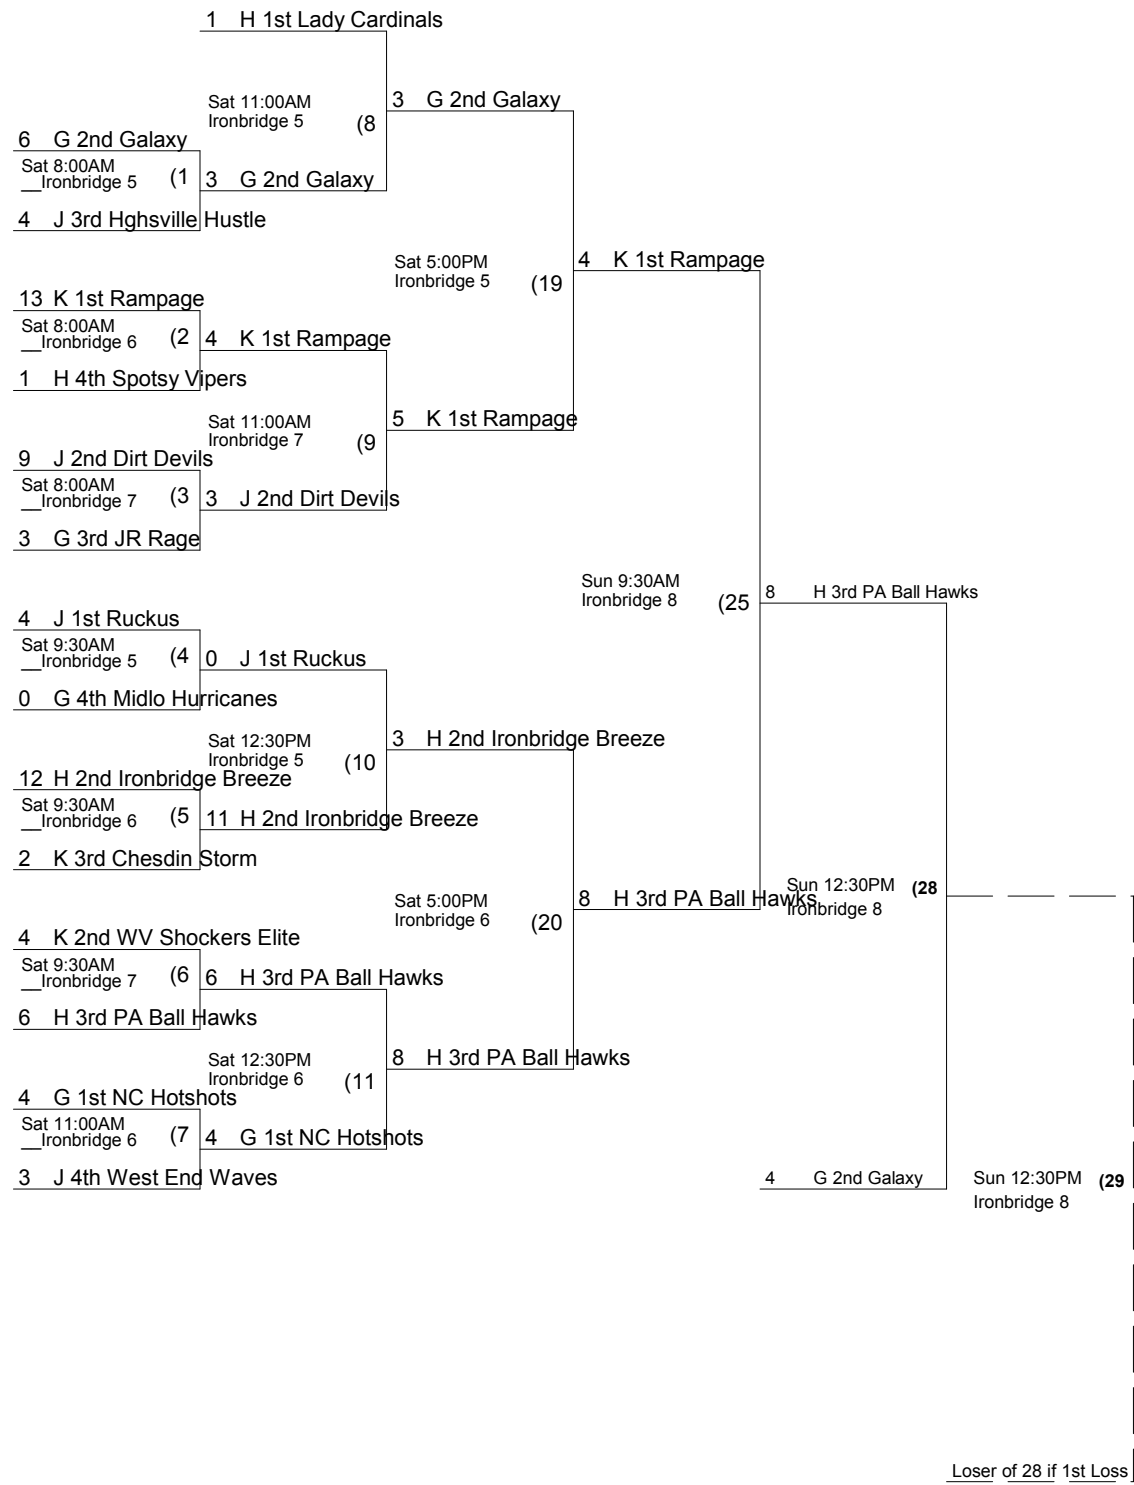 1 H 1st Lady Cardinals
Sat 11:00AM
Ironbridge 5 (8
3 G 2nd Galaxy
6 G 2nd Galaxy
Sat 8:00AM
__Ironbridge 5 (1
3 G 2nd Galaxy
4 J 3rd Hghsville Hustle
Sat 5:00PM
Ironbridge 5 (19
4 K 1st Rampage
13 K 1st Rampage
Sat 8:00AM
__Ironbridge 6 (2
4 K 1st Rampage
1 H 4th Spotsy Vipers
Sat 11:00AM
Ironbridge 7 (9
5 K 1st Rampage
9 J 2nd Dirt Devils
Sat 8:00AM
__Ironbridge 7 (3
3 J 2nd Dirt Devils
3 G 3rd JR Rage
Sun 9:30AM
Ironbridge 8 (25
8 H 3rd PA Ball Hawks
4 J 1st Ruckus
Sat 9:30AM
__Ironbridge 5 (4
0 J 1st Ruckus
0 G 4th Midlo Hurricanes
Sat 12:30PM
Ironbridge 5 (10
3 H 2nd Ironbridge Breeze
12 H 2nd Ironbridge Breeze
Sat 9:30AM
__Ironbridge 6 (5
11 H 2nd Ironbridge Breeze
2 K 3rd Chesdin Storm
Sat 5:00PM
Ironbridge 6 (20
8 H 3rd PA Ball Hawks
Sun 12:30PM (28
Ironbridge 8
4 K 2nd WV Shockers Elite
Sat 9:30AM
__Ironbridge 7 (6
6 H 3rd PA Ball Hawks
6 H 3rd PA Ball Hawks
Sat 12:30PM
Ironbridge 6 (11
8 H 3rd PA Ball Hawks
4 G 1st NC Hotshots
Sat 11:00AM
__Ironbridge 6 (7
4 G 1st NC Hotshots
3 J 4th West End Waves
4 G 2nd Galaxy
Sun 12:30PM (29
Ironbridge 8
Loser of 28 if 1st Loss